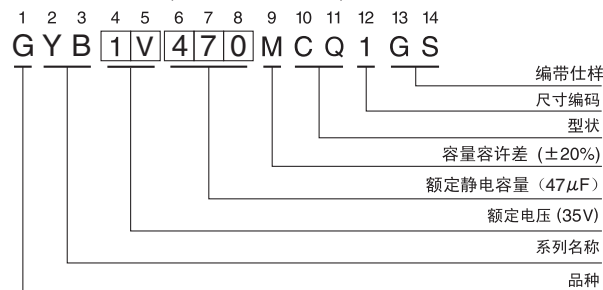 1 2 3 4 5 6 7 8 9 10 11 12 13 14
G Y B 1 V 4 7 0 M C Q 1 G S
编带仕样
尺寸编码
型状
容量容许差 (±20%)
额定静电容量（47μF）
额定电压 (35V)
系列名称
品种